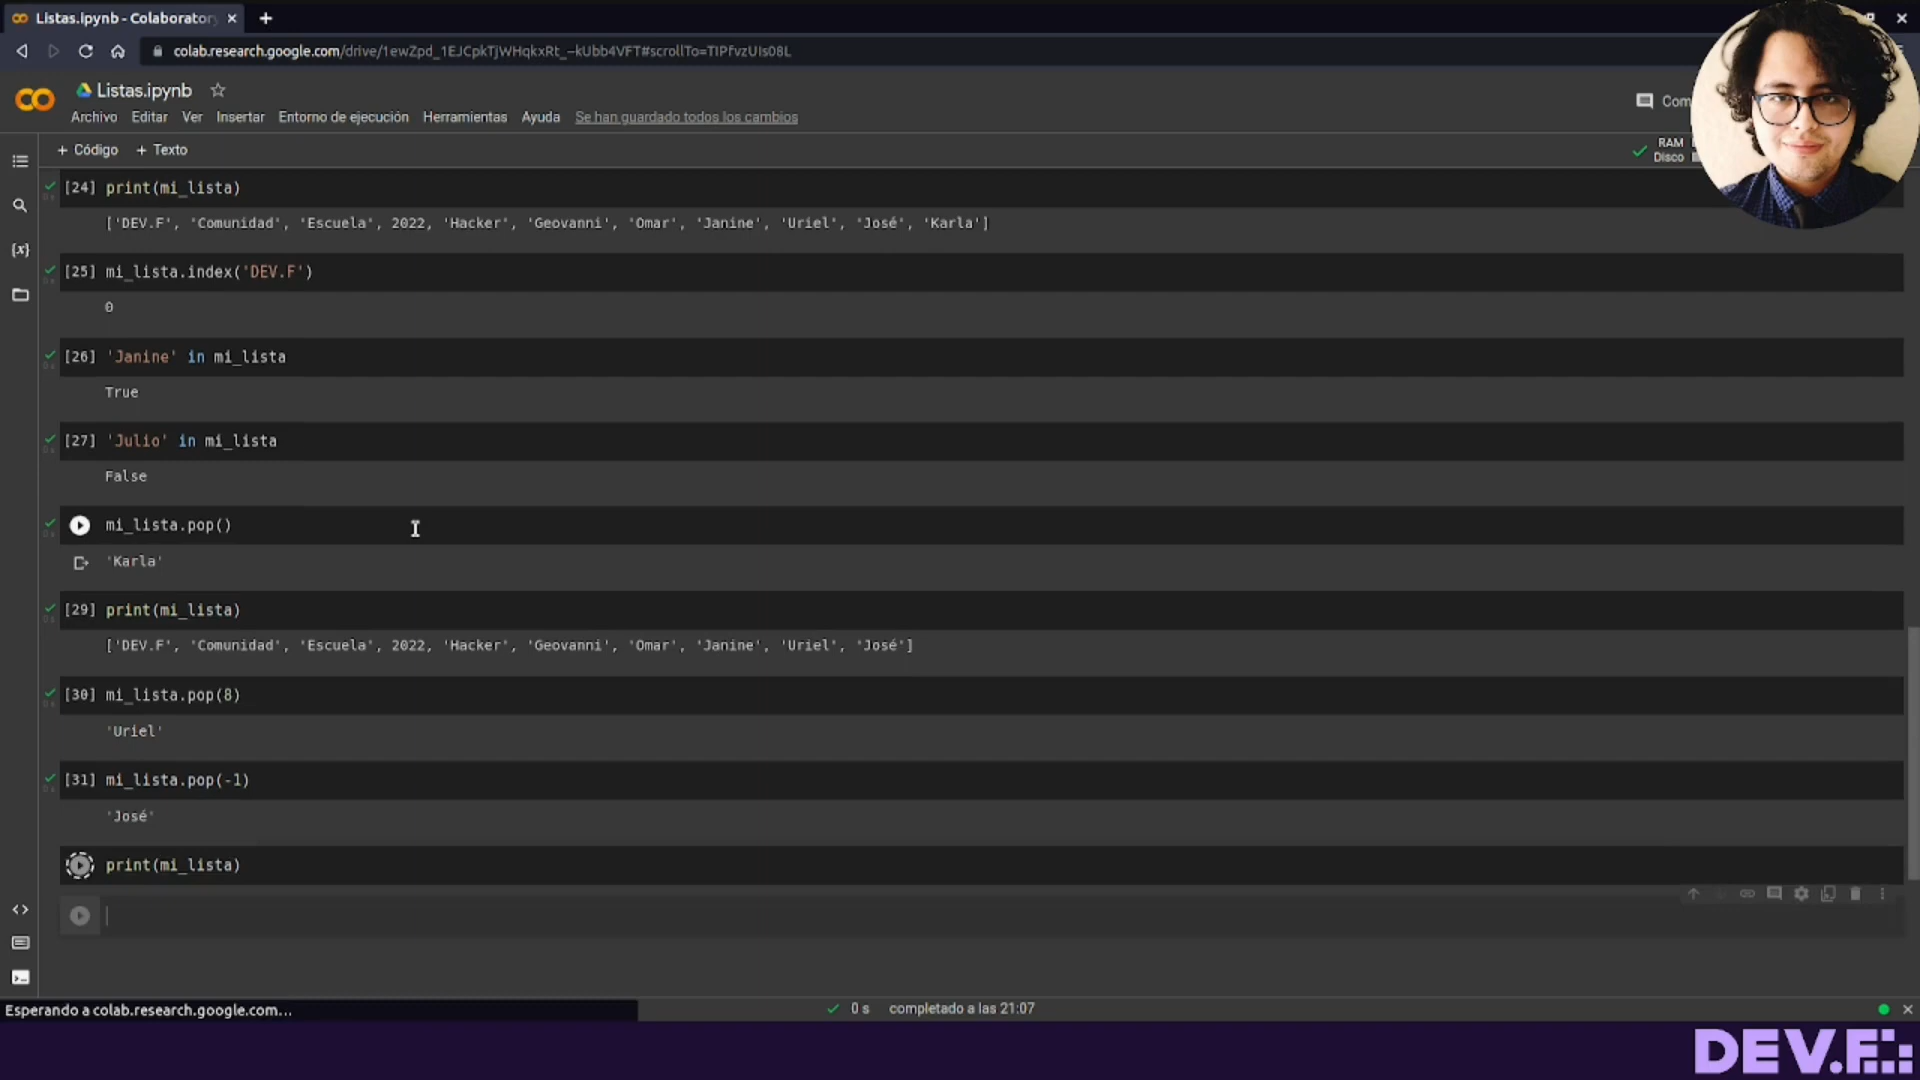 Listas.ipynb - Colaboratory
colab.research.google.com/drive/1ewZpd_1EJCpkTjWHqkxRt_–kUbb4VFT#scrollTo=TIPfvzUIs08L
Listas.ipynb
Archivo Editar Ver Insertar Entorno de ejecución Herramientas Ayuda Se han guardado todos los cambios
+ Código + Texto
RAM
Disco
[24] print(mi_lista)
['DEV.F', 'Comunidad', 'Escuela', 2022, 'Hacker', 'Geovanni', 'Omar', 'Janine', 'Uriel', 'José', 'Karla']
[25] mi_lista.index('DEV.F')
0
[26] 'Janine' in mi_lista
True
[27] 'Julio' in mi_lista
False
mi_lista.pop()
'Karla'
[29] print(mi_lista)
['DEV.F', 'Comunidad', 'Escuela', 2022, 'Hacker', 'Geovanni', 'Omar', 'Janine', 'Uriel', 'José']
[30] mi_lista.pop(8)
'Uriel'
[31] mi_lista.pop(-1)
'José'
print(mi_lista)
Esperando a colab.research.google.com...
0 s completado a las 21:07
DEV.F.: